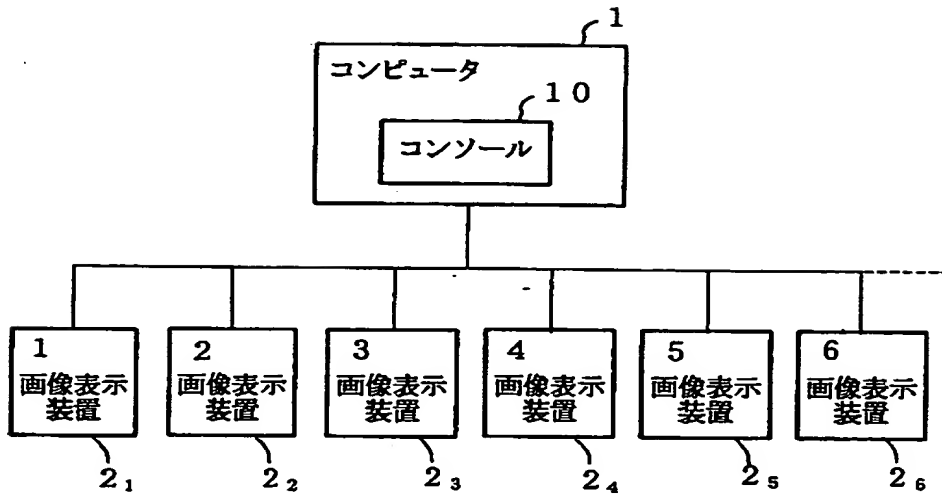 1
コンピュータ
10
コンソール
1 画像表示装置
2 画像表示装置
3 画像表示装置
4 画像表示装置
5 画像表示装置
6 画像表示装置
2₁ 2₂ 2₃ 2₄ 2₅ 2₆